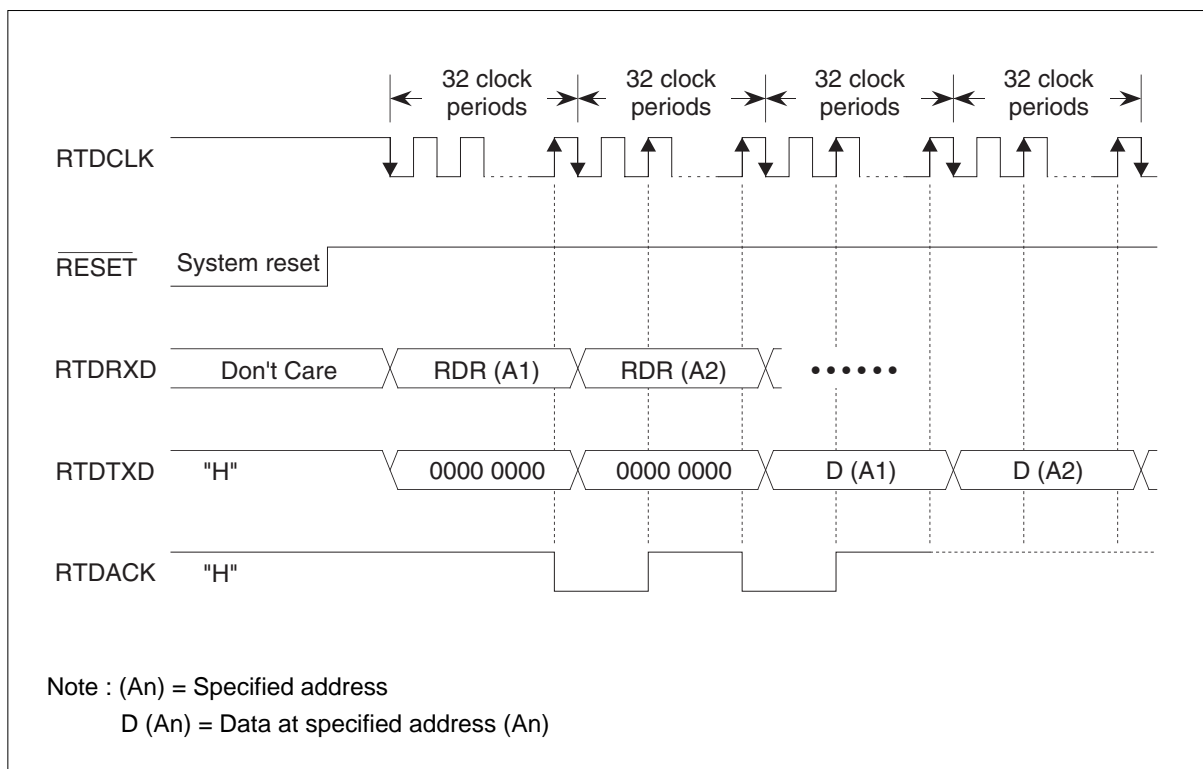 32 clock periods
32 clock periods
32 clock periods
32 clock periods
RTDCLK
RESET
System reset
RTDRXD
Don't Care
RDR (A1)
RDR (A2)
••••••
RTDTXD
"H"
0000 0000
0000 0000
D (A1)
D (A2)
RTDACK
"H"
Note : (An) = Specified address
D (An) = Data at specified address (An)